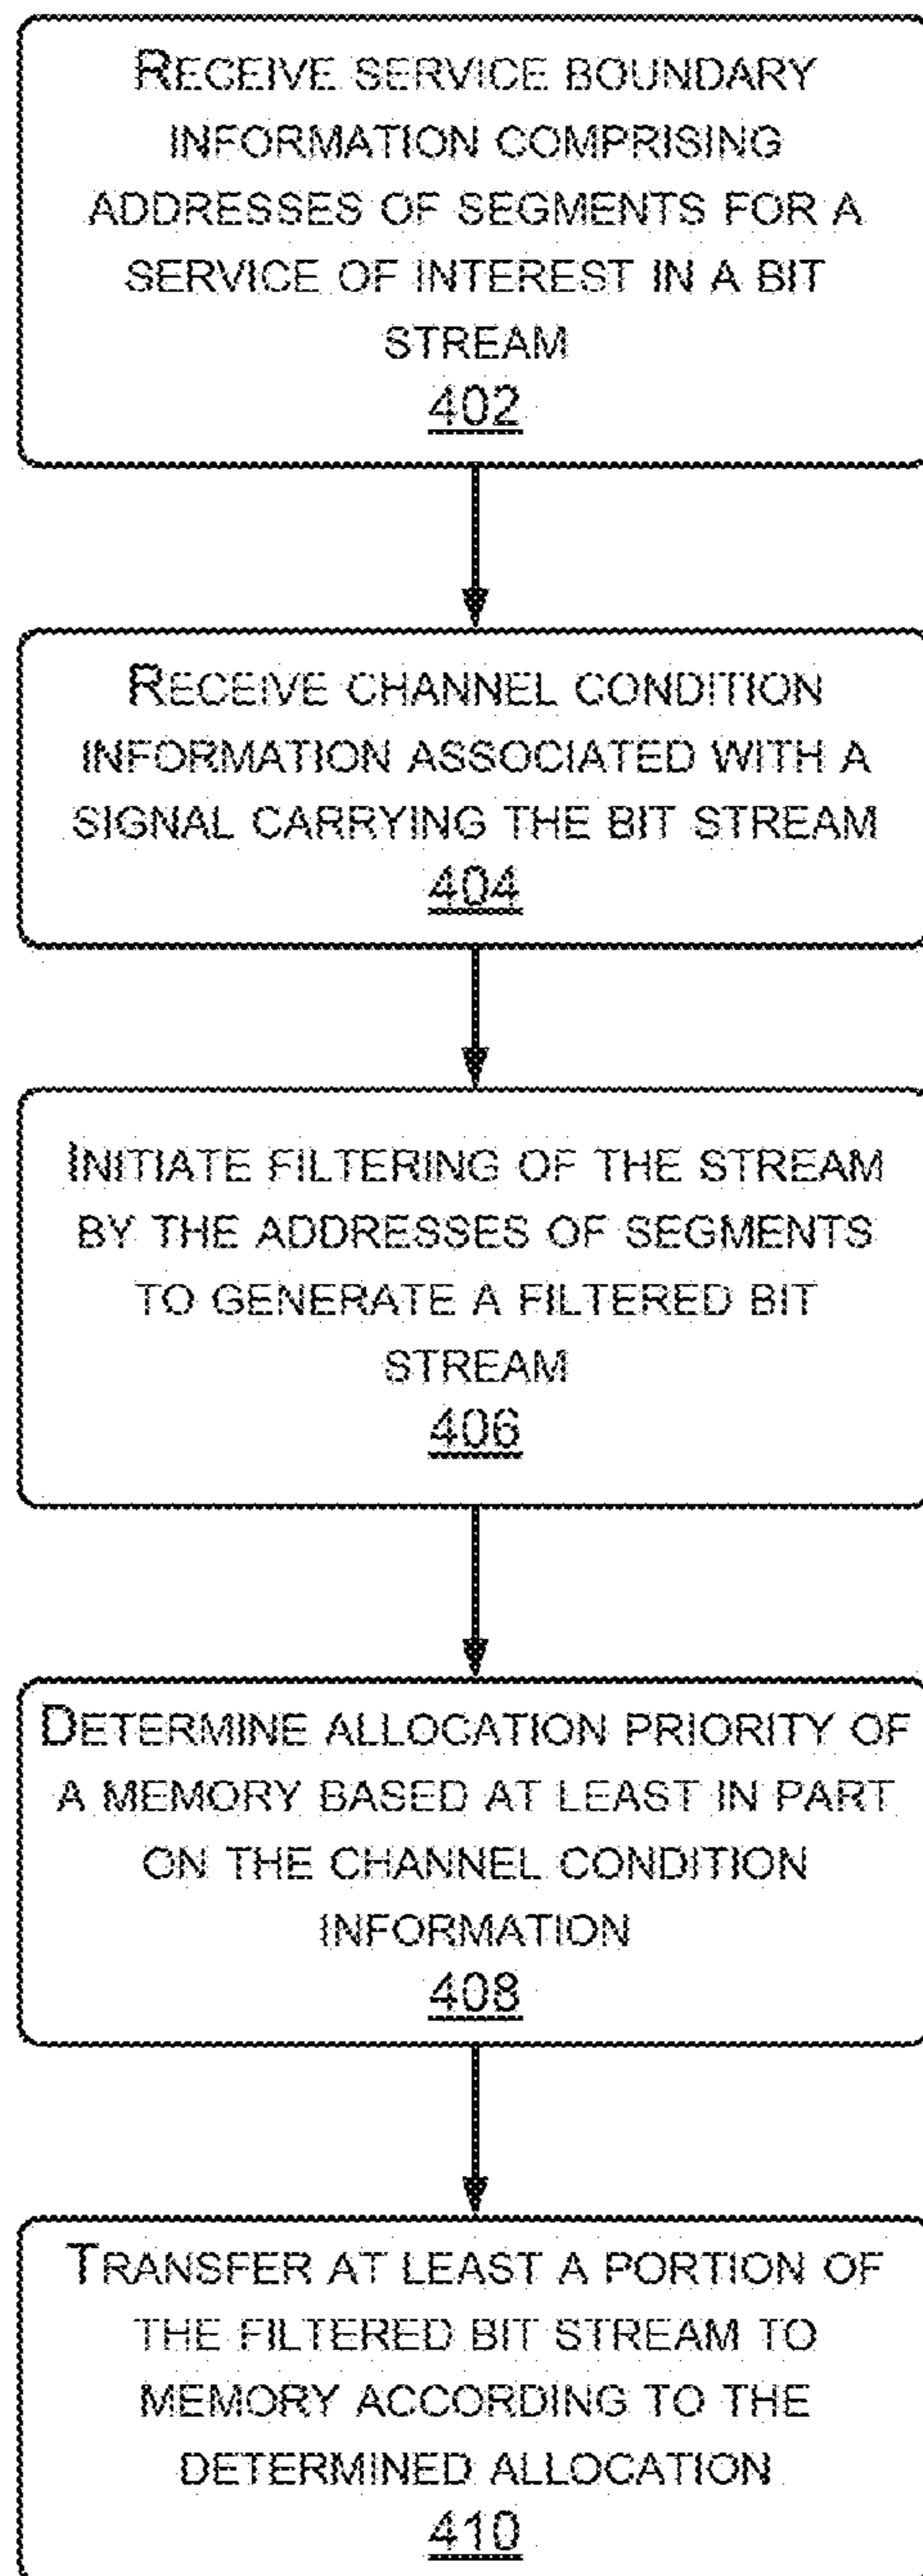 RECEIVE SERVICE BOUNDARY
INFORMATION COMPRISING
ADDRESSES OF SEGMENTS FOR A
SERVICE OF INTEREST IN A BIT
STREAM
402
RECEIVE CHANNEL CONDITION
INFORMATION ASSOCIATED WITH A
SIGNAL CARRYING THE BIT STREAM
404
INITIATE FILTERING OF THE STREAM
BY THE ADDRESSES OF SEGMENTS
TO GENERATE A FILTERED BIT
STREAM
406
DETERMINE ALLOCATION PRIORITY OF
A MEMORY BASED AT LEAST IN PART
ON THE CHANNEL CONDITION
INFORMATION
408
TRANSFER AT LEAST A PORTION OF
THE FILTERED BIT STREAM TO
MEMORY ACCORDING TO THE
DETERMINED ALLOCATION
410